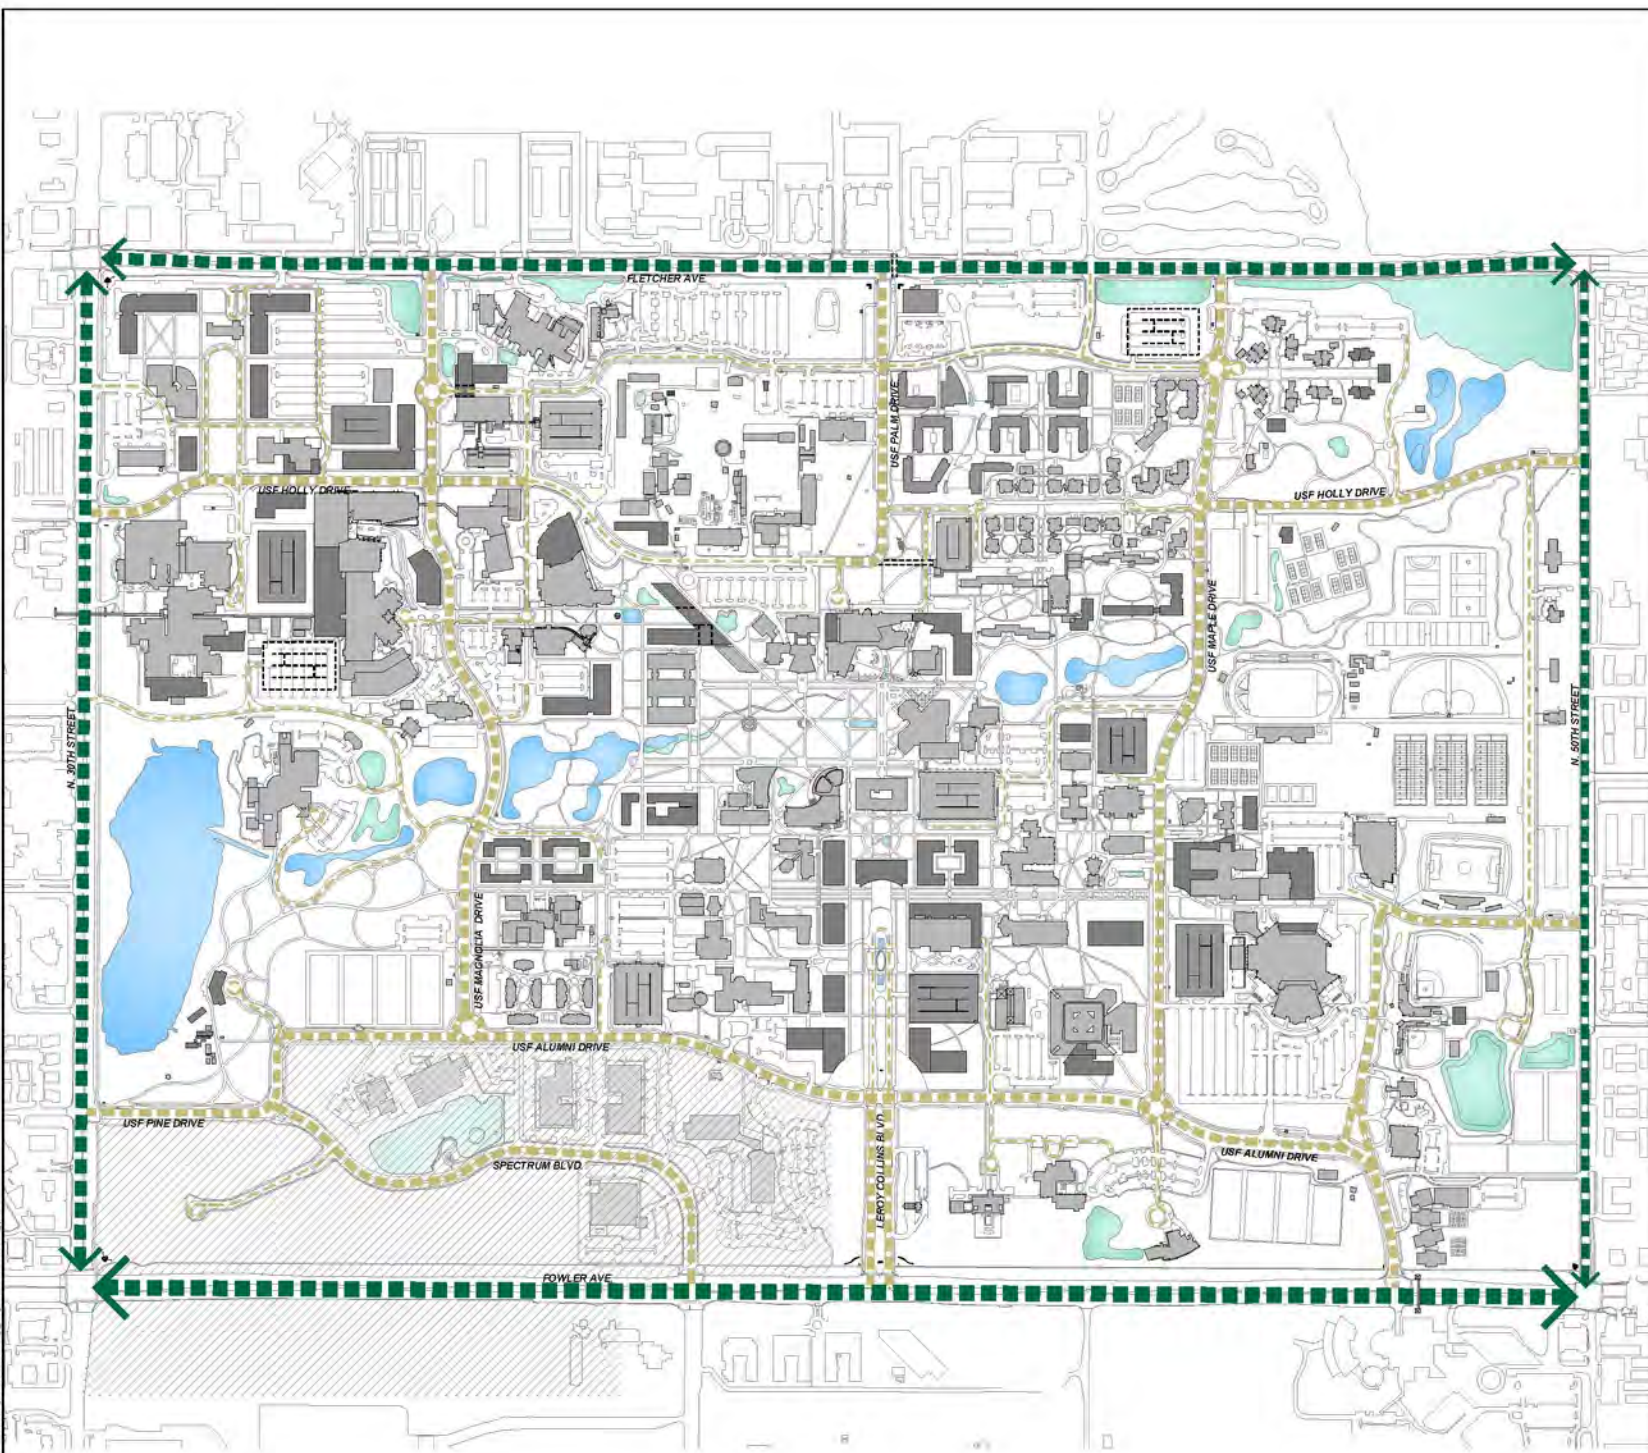 FLETCHER AVE
USF PALM DRIVE
USF HOLLY DRIVE
USF HOLLY DRIVE
USF MAPLE DRIVE
N. 30TH STREET
N. 50TH STREET
USF MAGNOLIA DRIVE
USF ALUMNI DRIVE
USF PINE DRIVE
LEROY COLLINS BLVD.
SPECTRUM BLVD.
USF ALUMNI DRIVE
FOWLER AVE